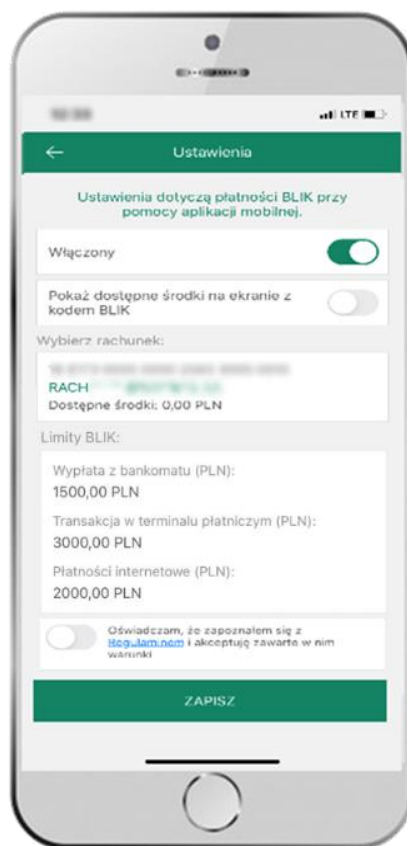 LTE
Ustawienia
Ustawienia dotyczą płatności BLIK przy
pomocy aplikacji mobilnej.
Włączony
Pokaż dostępne środki na ekranie z
kodem BLIK
Wybierz rachunek:
RACH
Dostępne środki: 0,00 PLN
Limity BLIK:
Wypłata z bankomatu (PLN):
1500,00 PLN
Transakcja w terminalu płatniczym (PLN):
3000,00 PLN
Płatności internetowe (PLN):
2000,00 PLN
Oświadczam, że zapoznałem się z
Regulaminem i akceptuję zawarte w nim
warunki
ZAPISZ